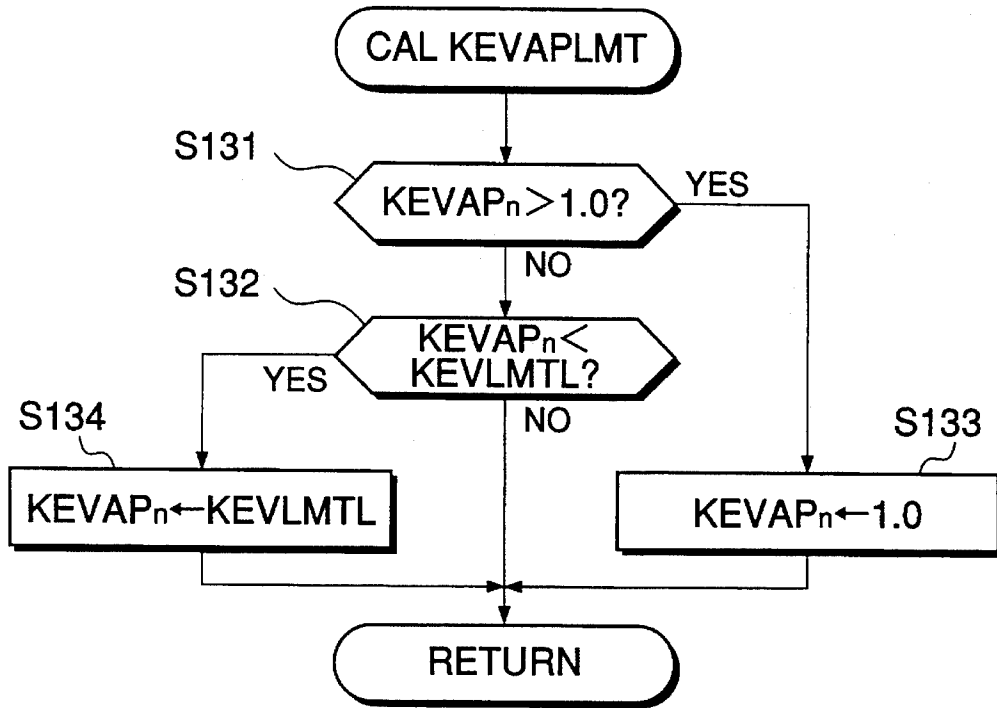 CAL KEVAPLMT
S131
KEVAPn>1.0?
YES
NO
S132
KEVAPn<
KEVLMTL?
YES
NO
S134
S133
KEVAPn←KEVLMTL
KEVAPn←1.0
RETURN